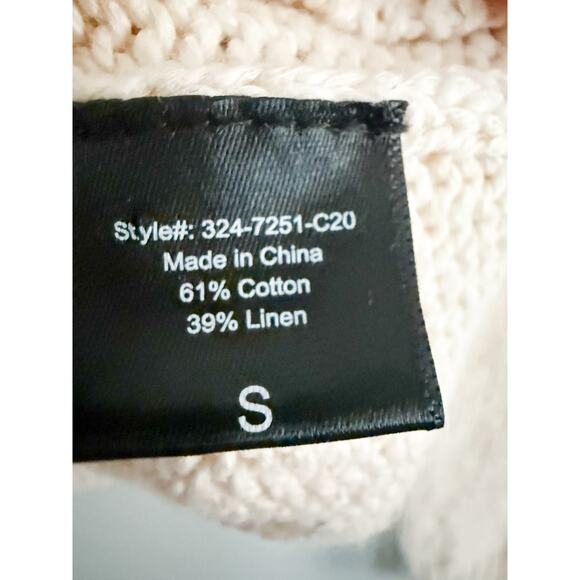 Style#: 324-7251-C20
Made in China
61% Cotton
39% Linen
S